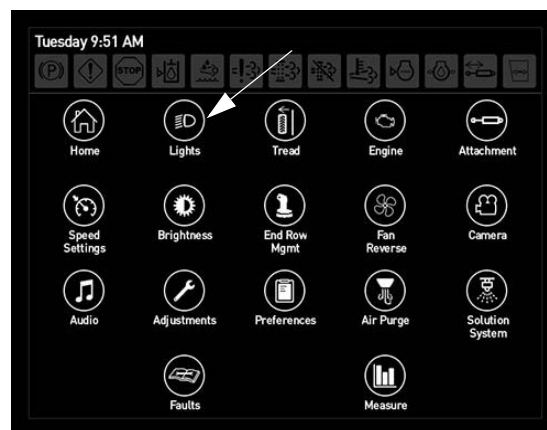 Tuesday 9:51 AM
(P) STOP
Home Lights Tread Engine Attachment
Speed Settings Brightness End Row Mgmt Fan Reverse Camera
Audio Adjustments Preferences Air Purge Solution System
Faults Measure